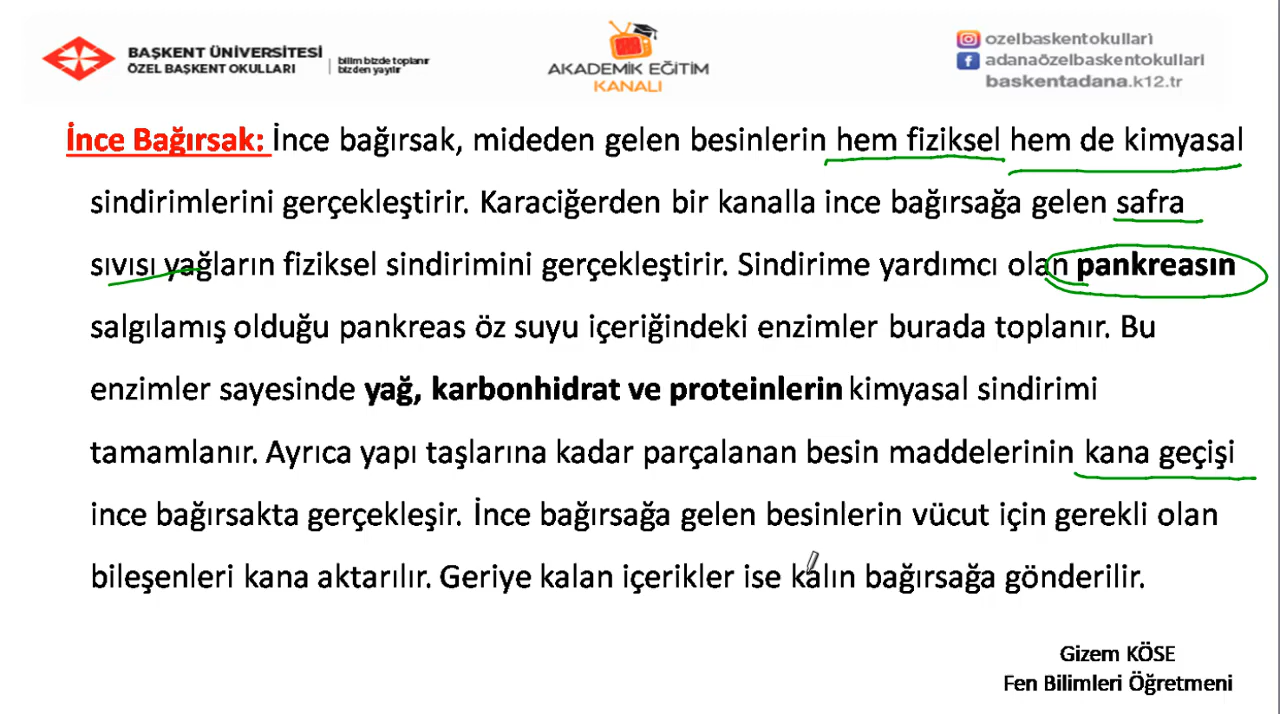 BAŞKENT ÜNİVERSİTESİ
ÖZEL BAŞKENT OKULLARI
bilim bizde toplanır
bizden yayılır
AKADEMİK EĞİTİM
KANALI
ozelbaskentokullari
adanaözelbaskentokullari
baskentadana.k12.tr
İnce Bağırsak: İnce bağırsak, mideden gelen besinlerin hem fiziksel hem de kimyasal
sindirimlerini gerçekleştirir. Karaciğerden bir kanalla ince bağırsağa gelen safra
sıvısı yağların fiziksel sindirimini gerçekleştirir. Sindirime yardımcı olan pankreasın
salgılamış olduğu pankreas öz suyu içeriğindeki enzimler burada toplanır. Bu
enzimler sayesinde yağ, karbonhidrat ve proteinlerin kimyasal sindirimi
tamamlanır. Ayrıca yapı taşlarına kadar parçalanan besin maddelerinin kana geçişi
ince bağırsakta gerçekleşir. İnce bağırsağa gelen besinlerin vücut için gerekli olan
bileşenleri kana aktarılır. Geriye kalan içerikler ise kalın bağırsağa gönderilir.
Gizem KÖSE
Fen Bilimleri Öğretmeni